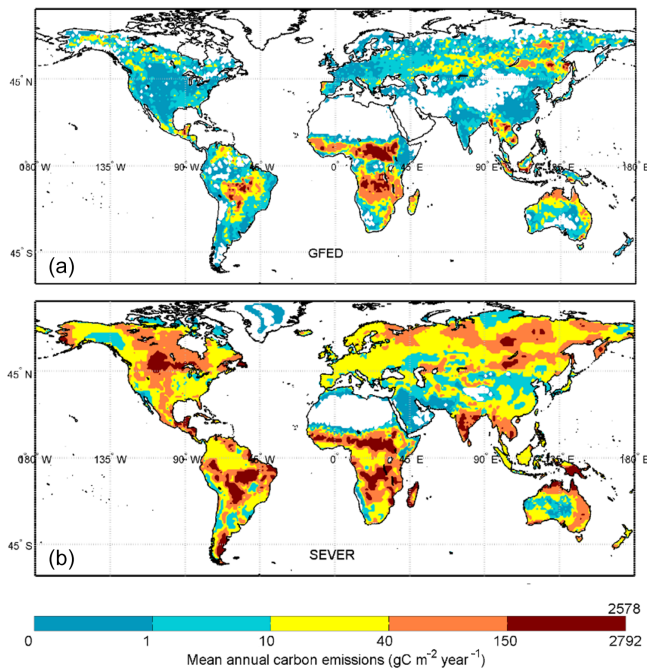 45° N
0
180° W
135° W
90° W
45° W
0
45° E
90° E
135° E
180° E
45° S
(a)
GFED
45° N
0
180° W
135° W
90° W
45° W
0
45° E
90° E
135° E
180° E
45° S
(b)
SEVER
2578
0 1 10 40 150 2792
Mean annual carbon emissions (gC m⁻² year⁻¹)